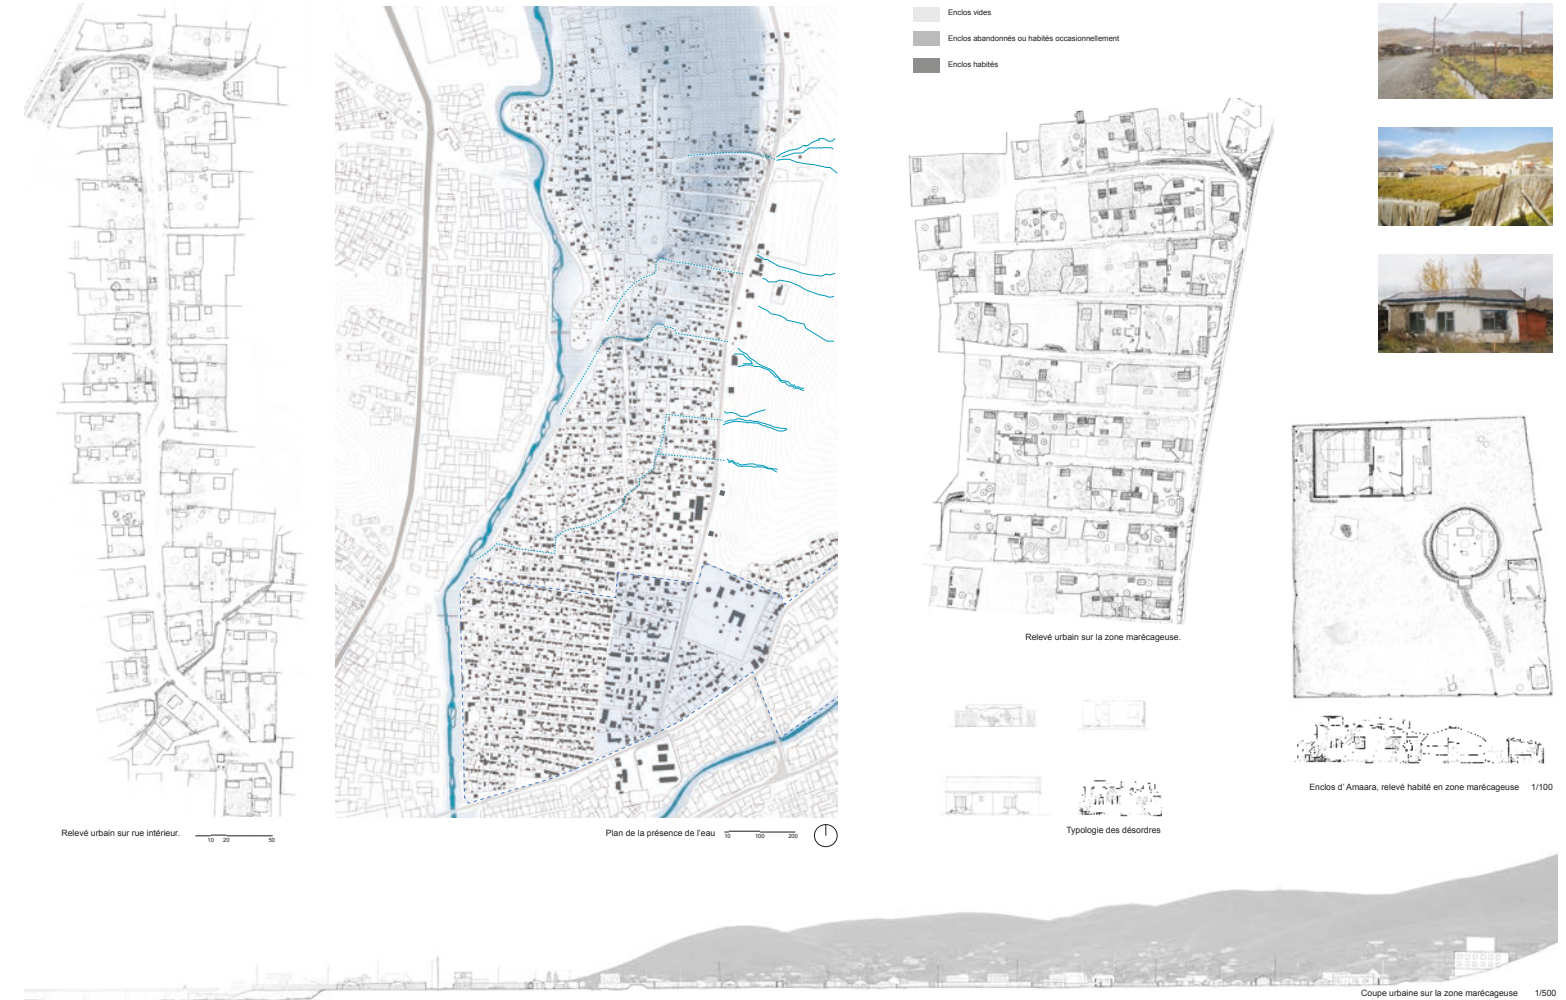 Enclos vides
Enclos abandonnés ou habités occasionnellement
Enclos habités
Relevé urbain sur la zone marécageuse.
Enclos d' Amaara, relevé habité en zone marécageuse 1/100
Typologie des désordres
Relevé urbain sur rue intérieur.
10 20 50
Plan de la présence de l'eau
10 100 200
Coupe urbaine sur la zone marécageuse 1/500